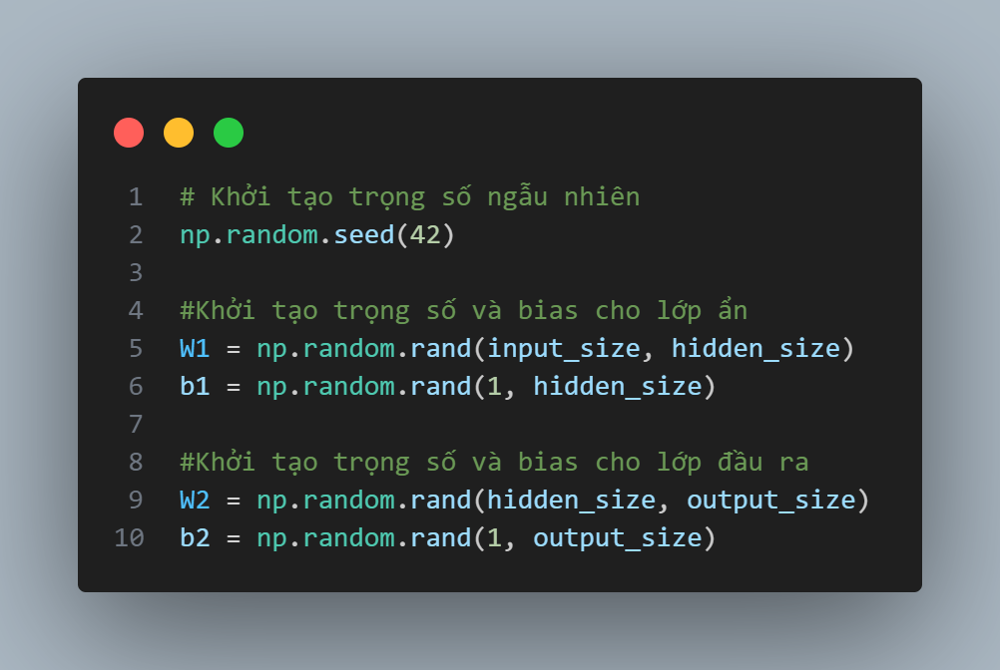 1 # Khởi tạo trọng số ngẫu nhiên
2 np.random.seed(42)
3
4 #Khởi tạo trọng số và bias cho lớp ẩn
5 W1 = np.random.rand(input_size, hidden_size)
6 b1 = np.random.rand(1, hidden_size)
7
8 #Khởi tạo trọng số và bias cho lớp đầu ra
9 W2 = np.random.rand(hidden_size, output_size)
10 b2 = np.random.rand(1, output_size)